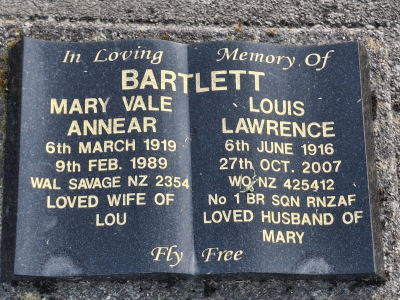 In Loving Memory Of
BARTLETT
MARY VALE
ANNEAR
6th MARCH 1919
9th FEB. 1989
WAL SAVAGE NZ 2354
LOVED WIFE OF
LOU
LOUIS
LAWRENCE
6th JUNE 1916
27th OCT. 2007
WO NZ 425412
No 1 BR SQN RNZAF
LOVED HUSBAND OF
MARY
Fly Free